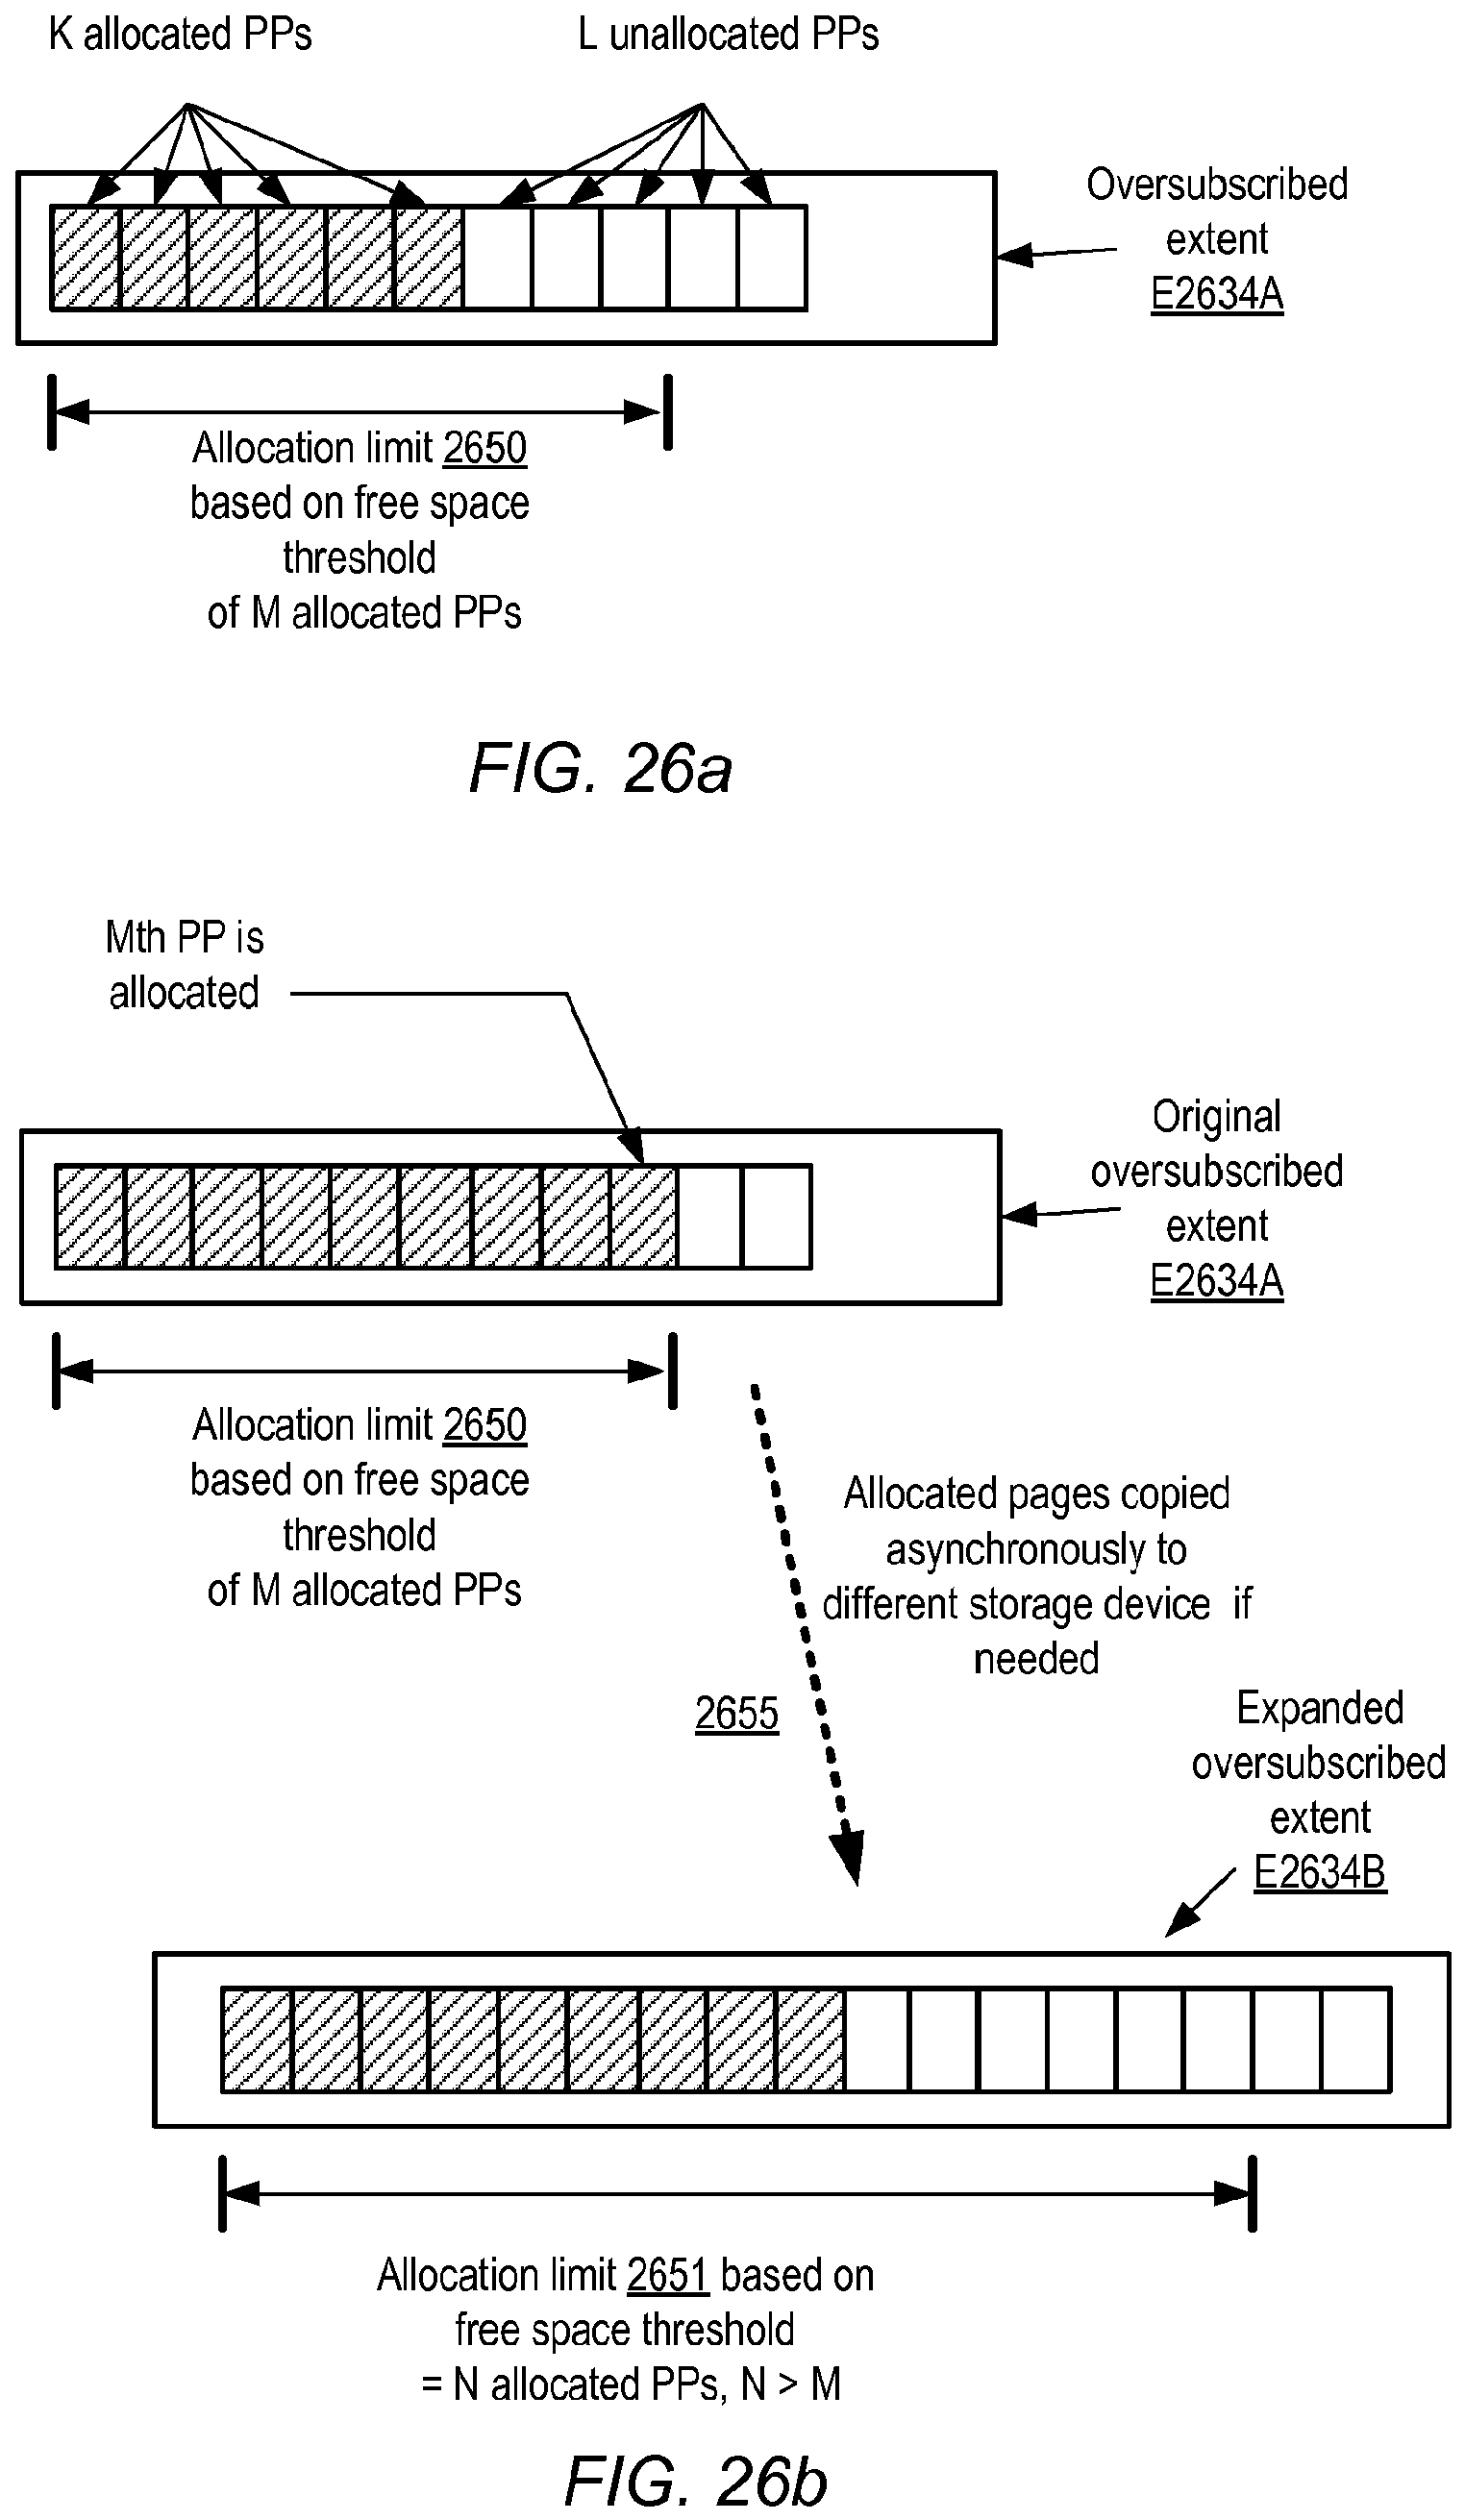 K allocated PPs
L unallocated PPs
Oversubscribed
extent
E2634A
Allocation limit 2650
based on free space
threshold
of M allocated PPs
FIG. 26a
Mth PP is
allocated
Original
oversubscribed
extent
E2634A
Allocation limit 2650
based on free space
threshold
of M allocated PPs
Allocated pages copied
asynchronously to
different storage device if
needed
2655
Expanded
oversubscribed
extent
E2634B
Allocation limit 2651 based on
free space threshold
= N allocated PPs, N > M
FIG. 26b